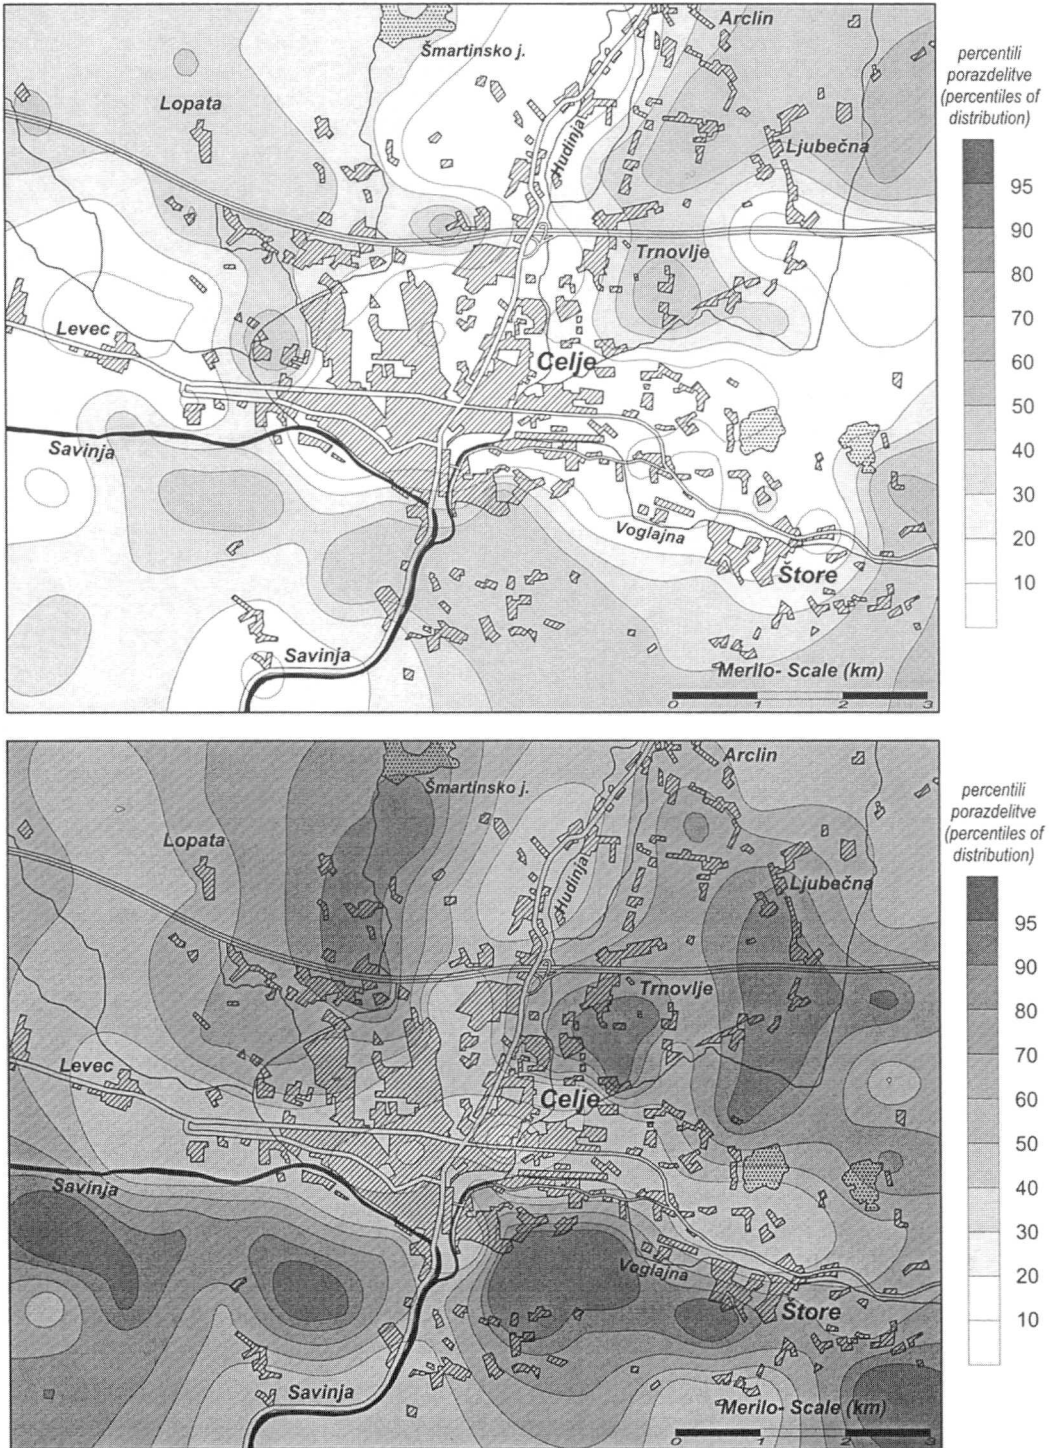 Arclin
Šmartinsko j.
Lopata
Hudinja
Ljubečna
Trnovlje
Levec
Celje
Savinja
Voglajna
Štore
Savinja
Merilo- Scale (km)
0 1 2 3
percentili
porazdelitve
(percentiles of
distribution)
95
90
80
70
60
50
40
30
20
10
Arclin
Šmartinsko j.
Lopata
Hudinja
Ljubečna
Trnovlje
Levec
Celje
Savinja
Voglajna
Štore
Savinja
Merilo- Scale (km)
0 1 2 3
percentili
porazdelitve
(percentiles of
distribution)
95
90
80
70
60
50
40
30
20
10